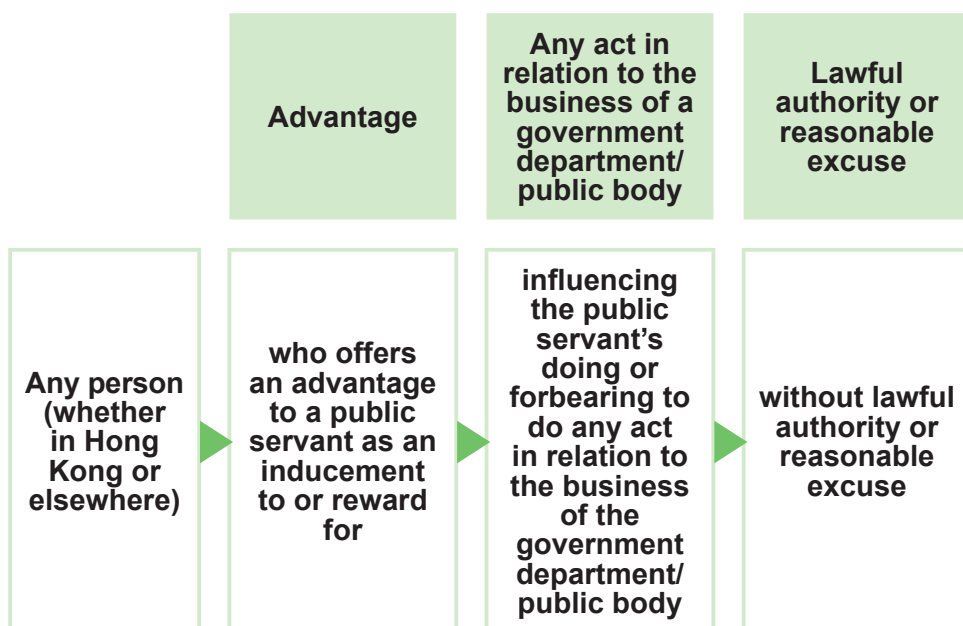 Advantage
Any act in
relation to the
business of a
government
department/
public body
Lawful
authority or
reasonable
excuse
Any person
(whether
in Hong
Kong or
elsewhere)
who offers
an advantage
to a public
servant as an
inducement
to or reward
for
influencing
the public
servant’s
doing or
forbearing to
do any act
in relation to
the business
of the
government
department/
public body
without lawful
authority or
reasonable
excuse